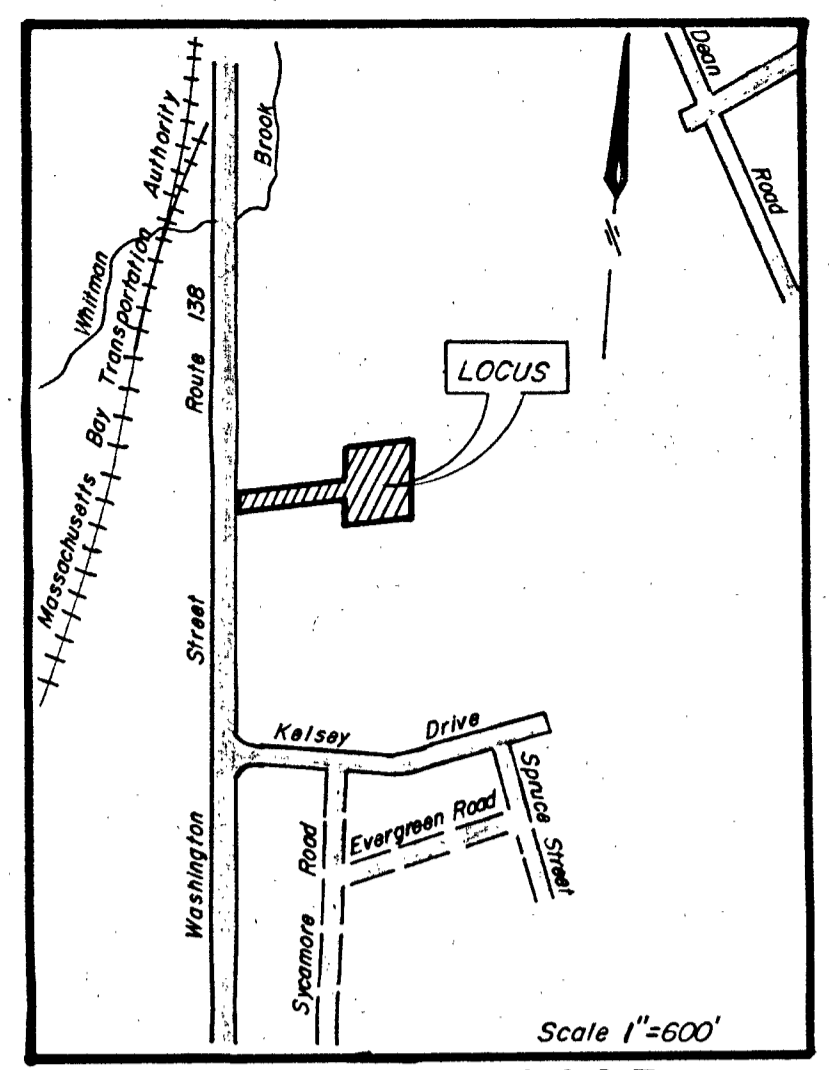 Dean
Road
Massachusetts Bay Transportation Authority
Brook
Whitman
Washington Street Route 138
LOCUS
Kelsey Drive
Spruce Street
Evergreen Road
Sycamore Road
Scale 1"=600'